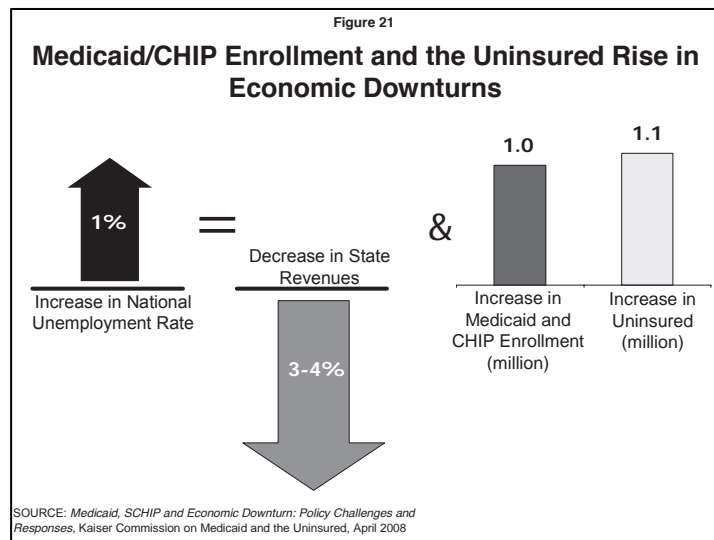 Figure 21
Medicaid/CHIP Enrollment and the Uninsured Rise in
Economic Downturns
1%
=
Increase in National
Unemployment Rate
Decrease in State
Revenues
3-4%
&
1.0
1.1
Increase in
Medicaid and
CHIP Enrollment
(million)
Increase in
Uninsured
(million)
SOURCE: Medicaid, SCHIP and Economic Downturn: Policy Challenges and
Responses, Kaiser Commission on Medicaid and the Uninsured, April 2008